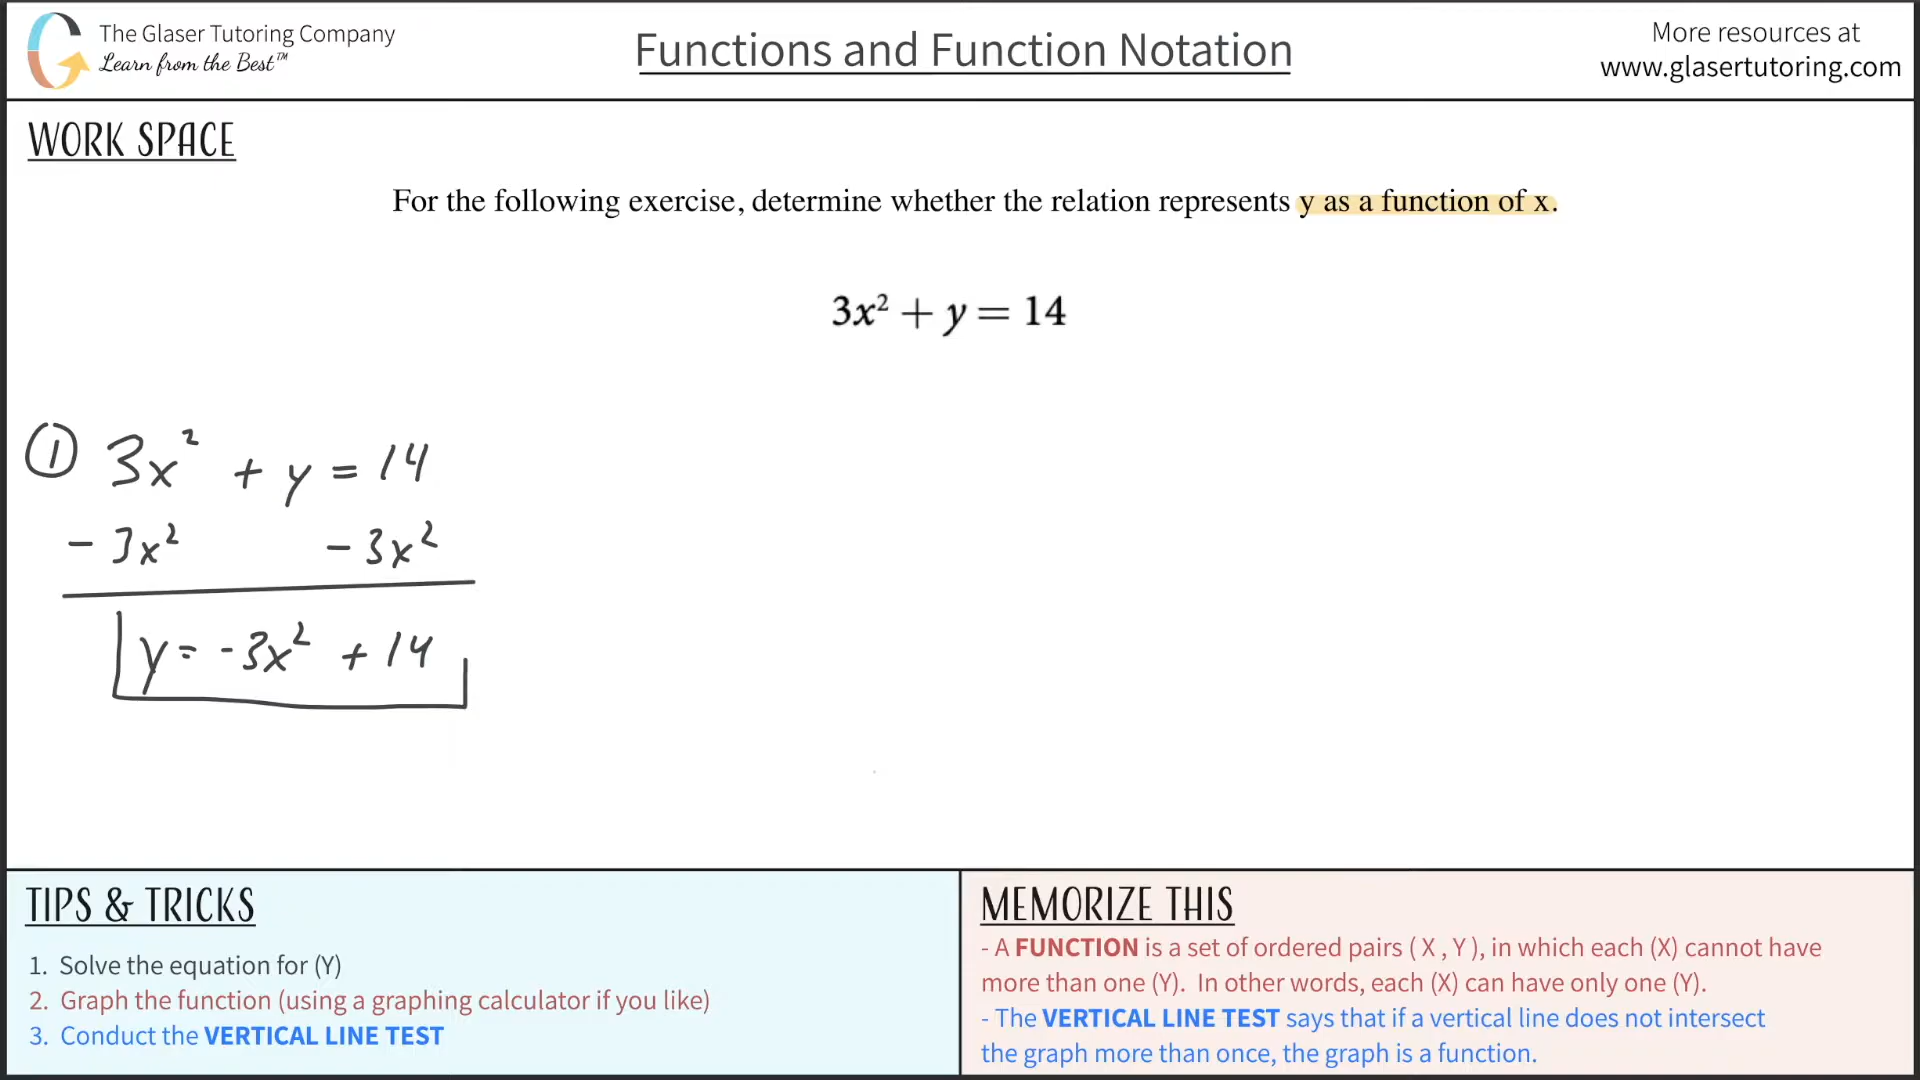 The Glaser Tutoring Company
Learn from the Best™
Functions and Function Notation
More resources at
www.glasertutoring.com
WORK SPACE
For the following exercise, determine whether the relation represents y as a function of x.
3x² + y = 14
① 3x² + y = 14
- 3x² - 3x²
y = -3x² + 14
TIPS & TRICKS
1. Solve the equation for (Y)
2. Graph the function (using a graphing calculator if you like)
3. Conduct the VERTICAL LINE TEST
MEMORIZE THIS
- A FUNCTION is a set of ordered pairs ( X , Y ), in which each (X) cannot have
more than one (Y). In other words, each (X) can have only one (Y).
- The VERTICAL LINE TEST says that if a vertical line does not intersect
the graph more than once, the graph is a function.